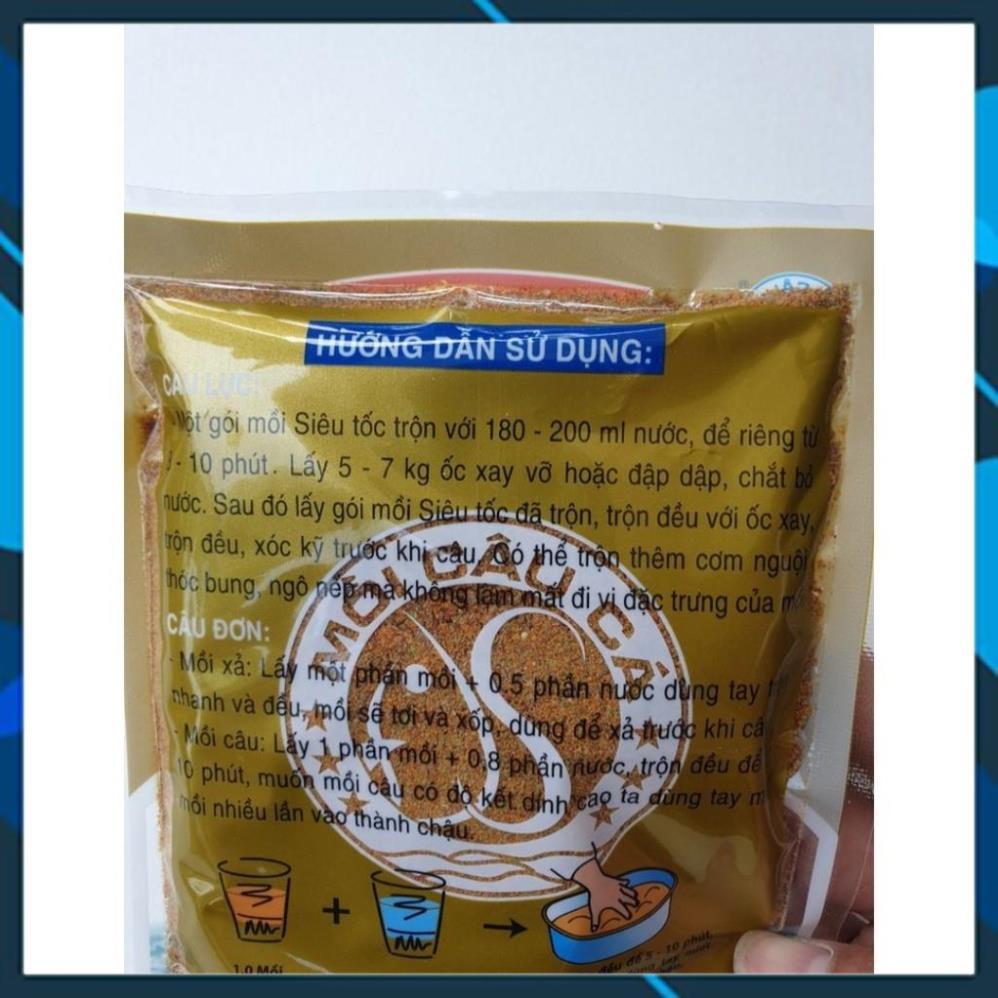 HƯỚNG DẪN SỬ DỤNG:
CÂU LỤC:
Một gói mồi Siêu tốc trộn với 180 - 200 ml nước, để riêng từ
- 10 phút. Lấy 5 - 7 kg ốc xay vỡ hoặc đập dập, chắt bỏ
nước. Sau đó lấy gói mồi Siêu tốc đã trộn, trộn đều với ốc xay,
trộn đều, xóc kỹ trước khi câu. Có thể trộn thêm cơm nguội
thóc bung, ngô nếp mà không làm mất đi vị đặc trưng của
MỒI CÂU CÁ
CÂU ĐƠN:
- Mồi xả: Lấy một phần mồi + 0.5 phần nước dùng tay
nhanh và đều, mồi sẽ tơi và xốp, dùng để xả trước khi
- Mồi câu: Lấy 1 phần mồi + 0,8 phần nước, trộn đều để
10 phút, muốn mồi câu có độ kết dính cao ta dùng tay
mồi nhiều lần vào thành chậu.
+
1.0 Mồi
đều để 5 - 10 phút,